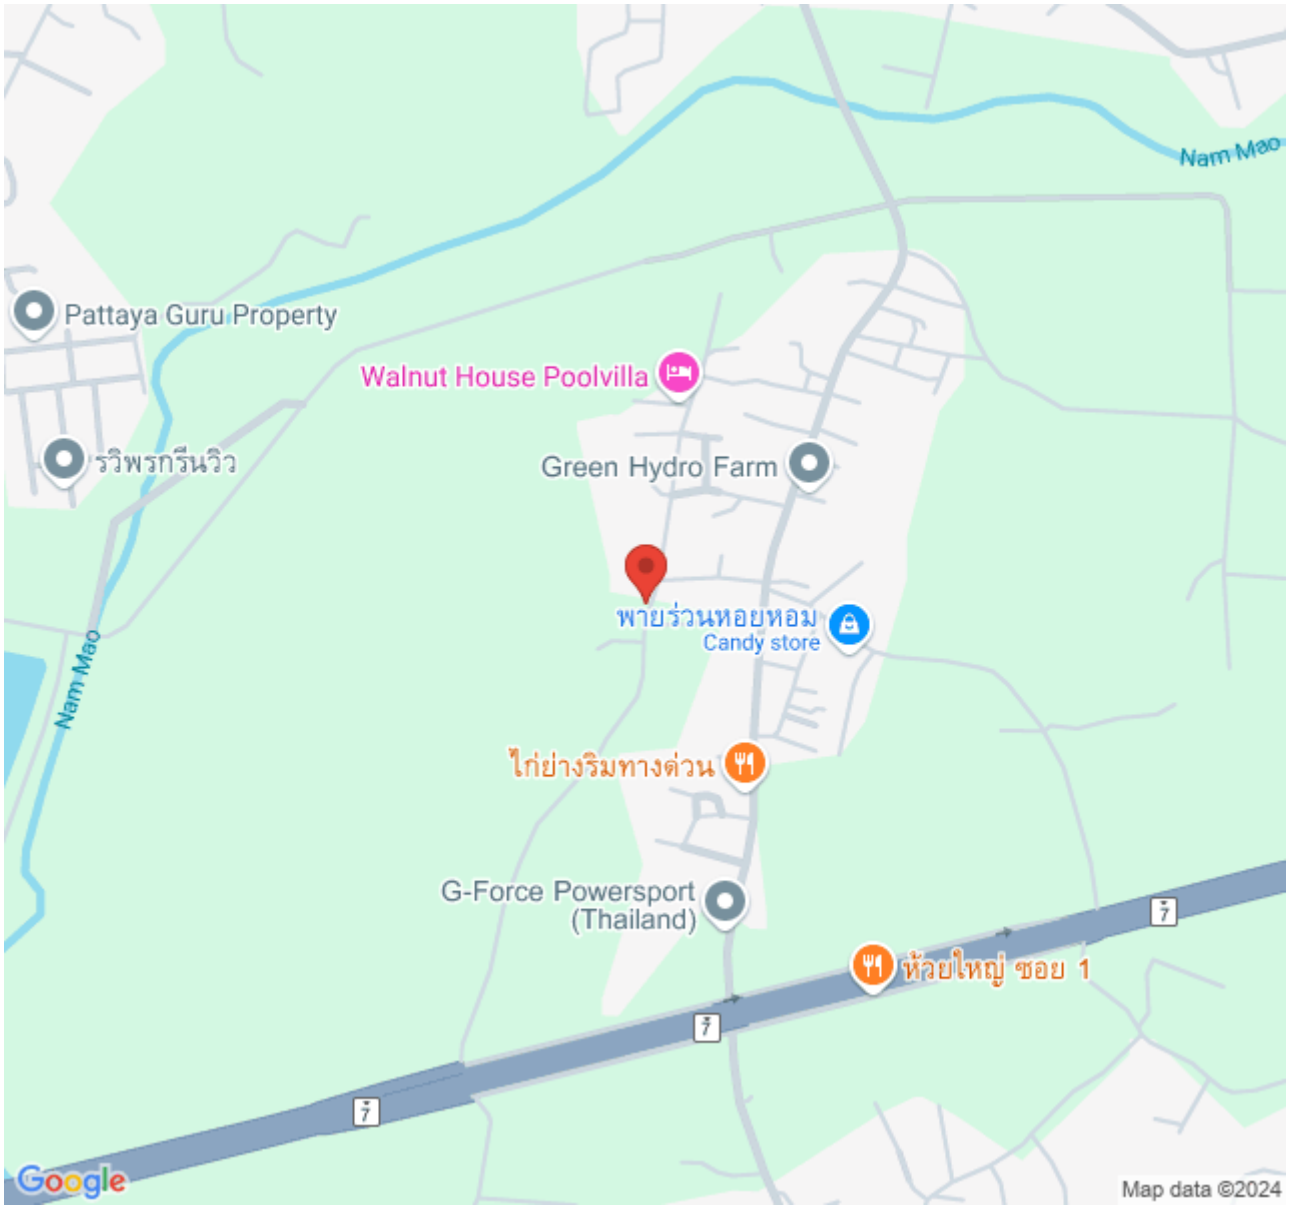 Nam Mao
Pattaya Guru Property
Walnut House Poolvilla
รวิพรกรีนวิว
Green Hydro Farm
พายร่วนหอยหอม
Candy store
Nam Mao
ไก่ย่างริมทางด่วน
G-Force Powersport
(Thailand)
7
ห้วยใหญ่ ซอย 1
7
7
Google
Map data ©2024